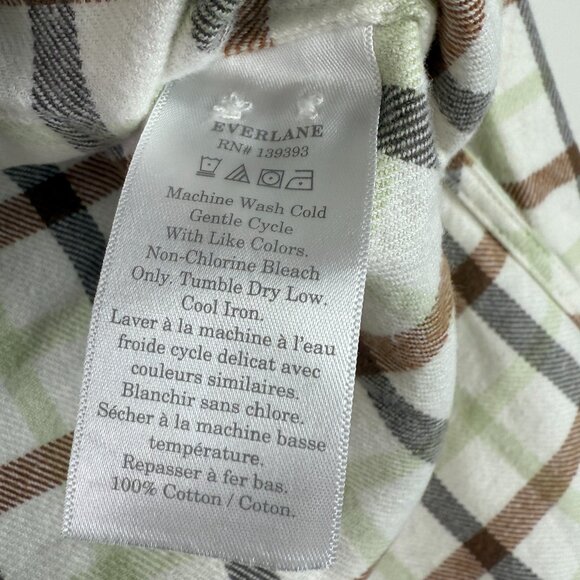 EVERLANE
RN# 139393
Machine Wash Cold
Gentle Cycle
With Like Colors.
Non-Chlorine Bleach
Only. Tumble Dry Low.
Cool Iron.
Laver à la machine à l'eau
froide cycle delicat avec
couleurs similaires.
Blanchir sans chlore.
Sécher à la machine basse
température.
Repasser à fer bas.
100% Cotton / Coton.